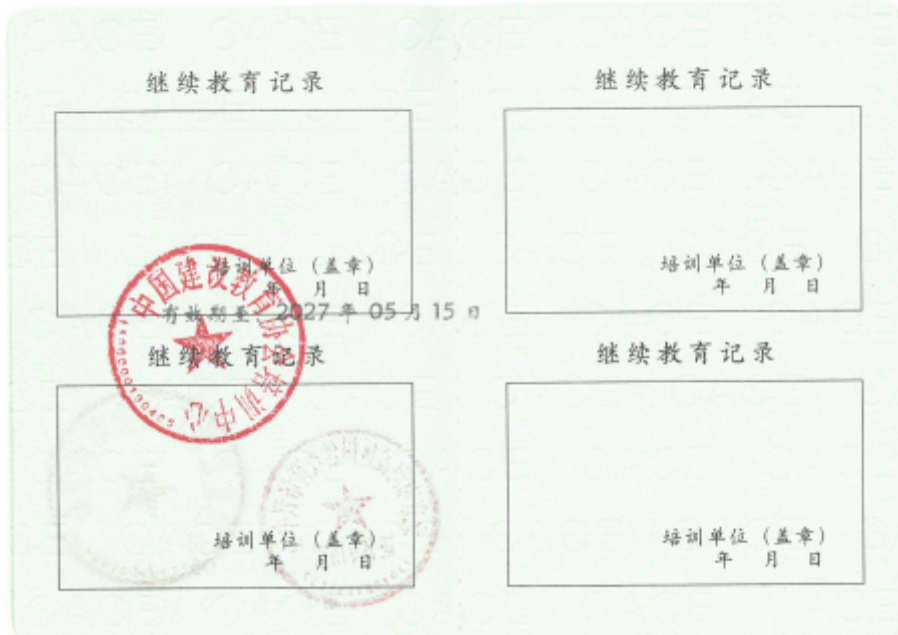 继续教育记录
培训单位（盖章）
年 月 日
有效期至：2027 年 05 月 15 日
中国建设教育协会培训中心
继续教育记录
培训单位（盖章）
年 月 日
继续教育记录
培训单位（盖章）
年 月 日
继续教育记录
培训单位（盖章）
年 月 日